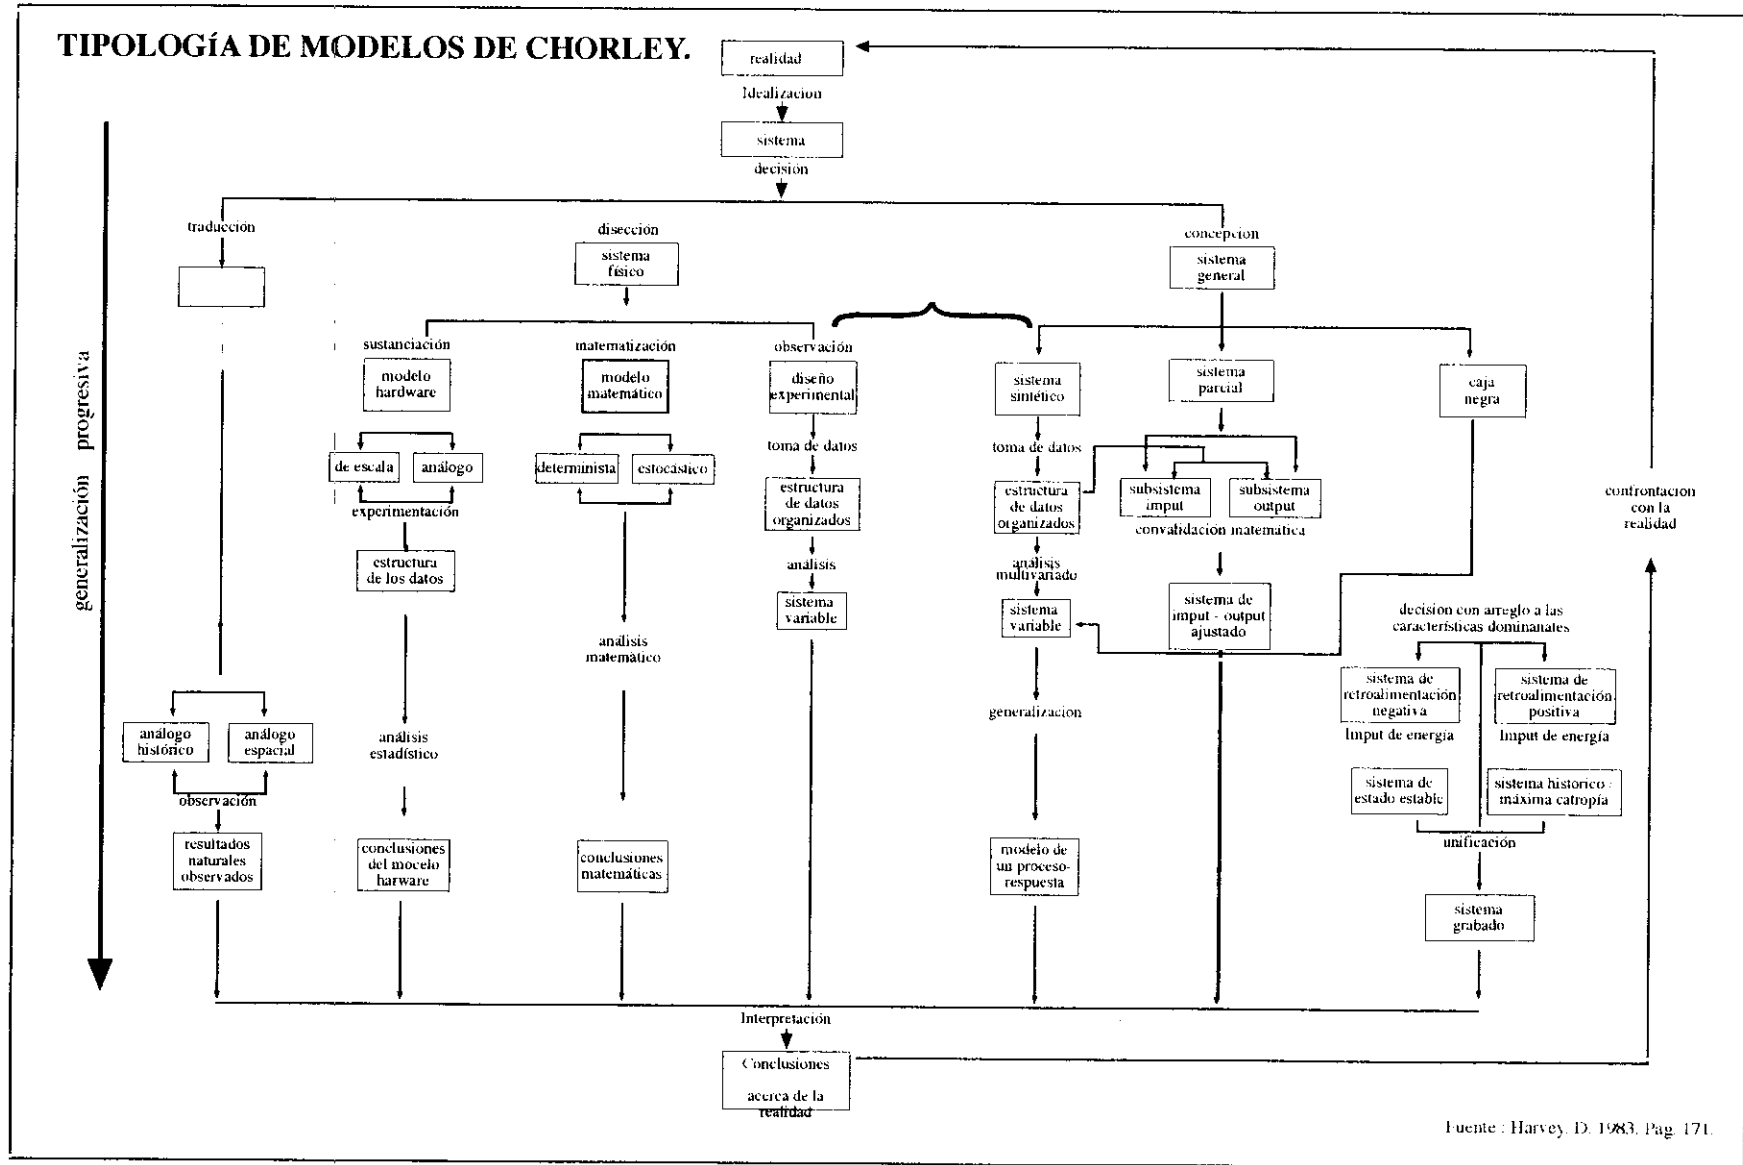 TIPOLOGÍA DE MODELOS DE CHORLEY.
realidad
Idealizacion
sistema
decisión
traducción
disección
sistema
físico
concepcion
sistema
general
generalización progresiva
sustanciación
modelo
hardware
matematización
modelo
matemático
observación
diseño
experimental
sistema
sintético
sistema
parcial
caja
negra
de escala
análogo
experimentación
estructura
de los datos
determinista
estocástico
toma de datos
estructura
de datos
organizados
análisis
sistema
variable
toma de datos
estructura
de datos
organizados
análisis
multivariado
sistema
variable
subsistema
imput
subsistema
output
convalidación matemática
sistema de
imput - output
ajustado
confrontacion
con la
realidad
decision con arreglo a las
características dominanales
sistema de
retroalimentación
negativa
Imput de energía
sistema de
retroalimentación
positiva
Imput de energía
sistema de
estado estable
sistema historico :
máxima catropía
unificación
sistema
grabado
análogo
histórico
análogo
espacial
observación
resultados
naturales
observados
análisis
estadístico
conclusiones
del mocelo
harware
análisis
matemático
conclusiones
matemáticas
generalizacion
modelo de
un proceso-
respuesta
Interpretación
Conclusiones
acerca de la
realidad
Fuente : Harvey. D. 1983. Pag. 171.